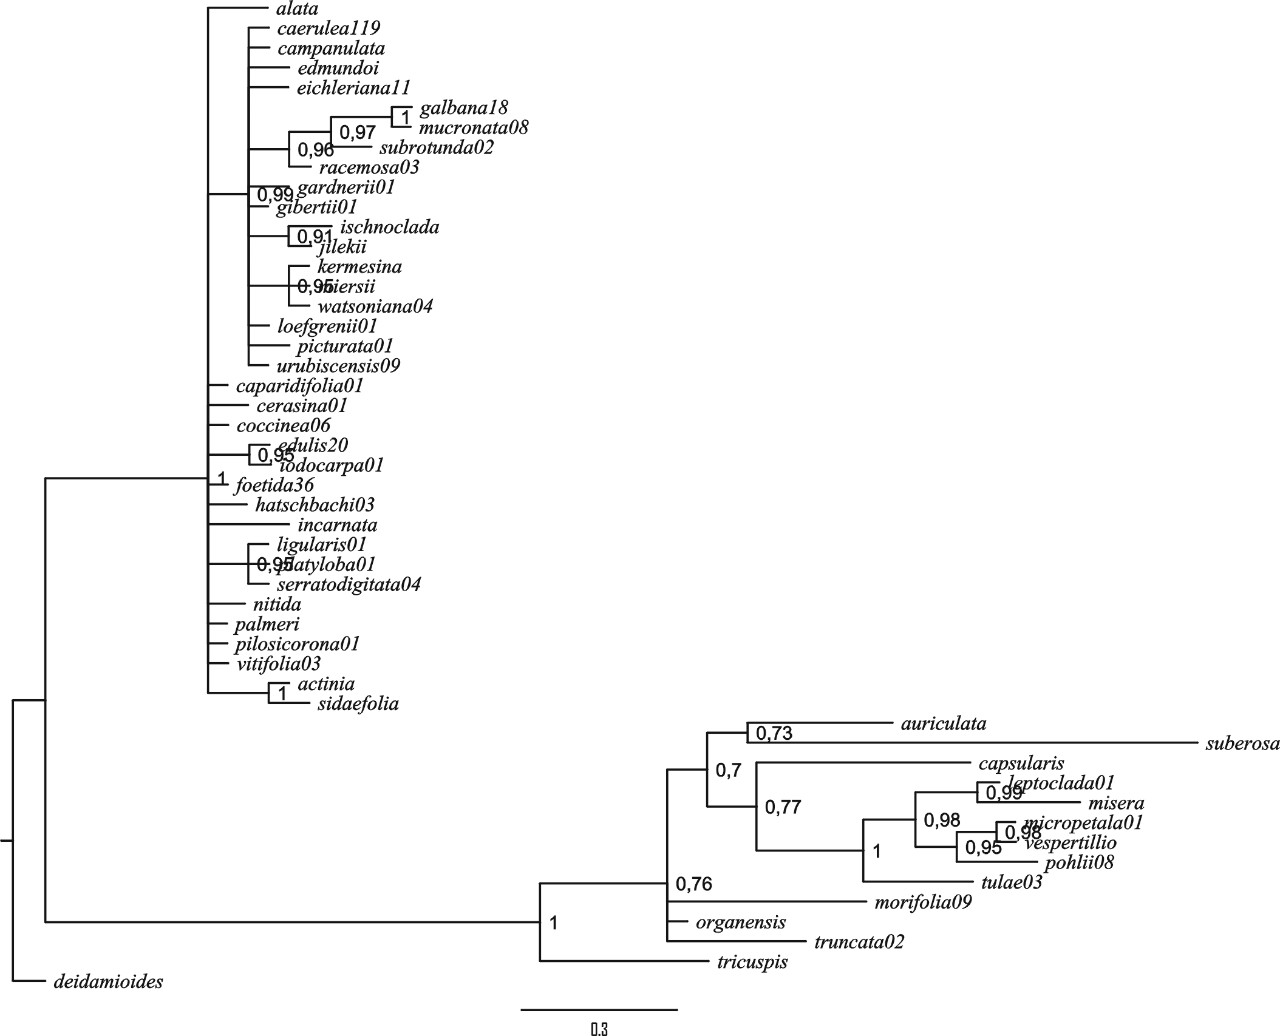 alata
caerulea119
campanulata
edmundoi
eichleriana11
galbana18
1
mucronata08
0,97
subrotunda02
0,96
racemosa03
gardnerii01
0,99
gibertii01
ischnoclada
0,91
jilekii
kermesina
0,95
miersii
watsoniana04
loefgrenii01
picturata01
urubiscensis09
caparidifolia01
cerasina01
coccinea06
edulis20
0,95
iodocarpa01
1
foetida36
hatschbachi03
incarnata
ligularis01
0,95
platyloba01
serratodigitata04
nitida
palmeri
pilosicorona01
vitifolia03
actinia
1
sidaefolia
auriculata
0,73
suberosa
capsularis
0,7
leptoclada01
0,99
misera
0,77
0,98
micropetala01
0,98
vespertillio
0,95
1
pohlii08
tulae03
0,76
morifolia09
1
organensis
truncata02
tricuspis
deidamioides
0.3